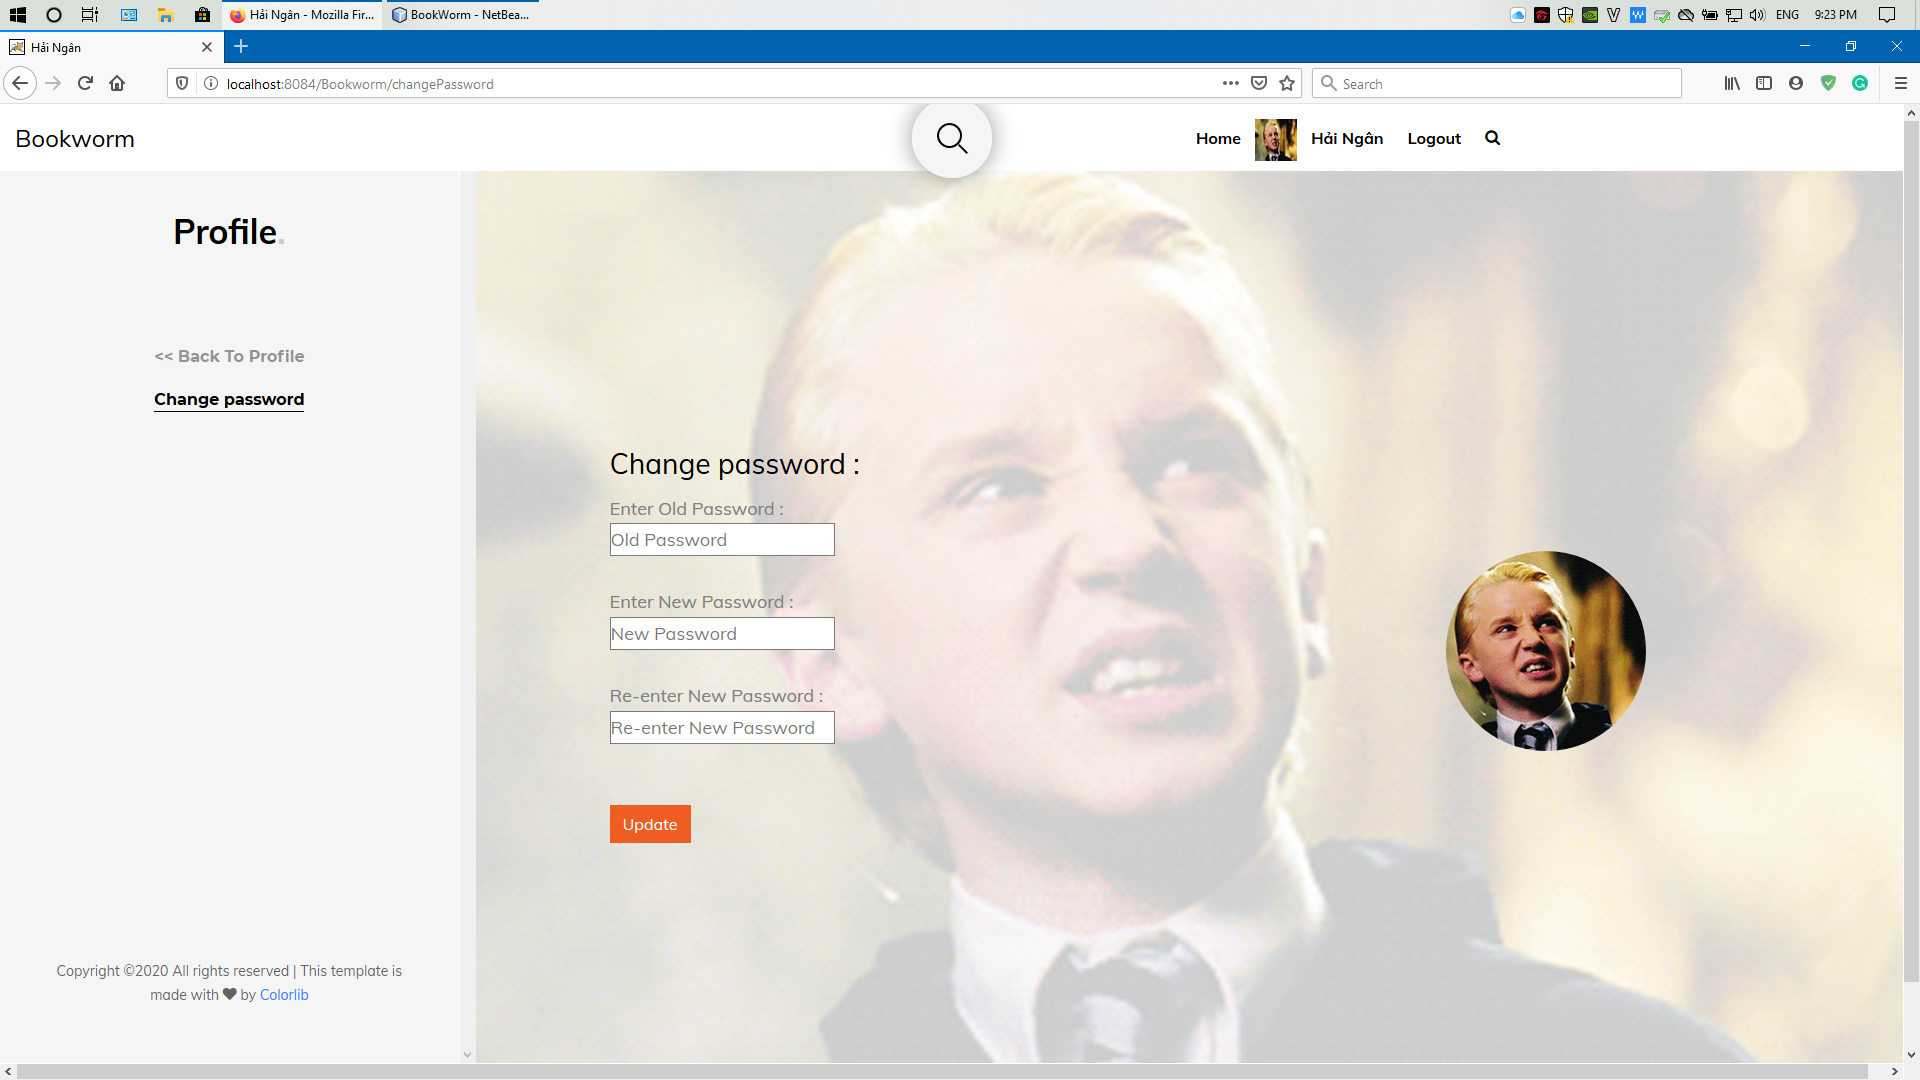 Hải Ngân - Mozilla Fir...
BookWorm - NetBea...
ENG
9:23 PM
Hải Ngân
localhost:8084/Bookworm/changePassword
Search
Bookworm
Home
Hải Ngân
Logout
Profile.
<< Back To Profile
Change password
Change password :
Enter Old Password :
Old Password
Enter New Password :
New Password
Re-enter New Password :
Re-enter New Password
Update
Copyright ©2020 All rights reserved | This template is
made with ♥ by Colorlib